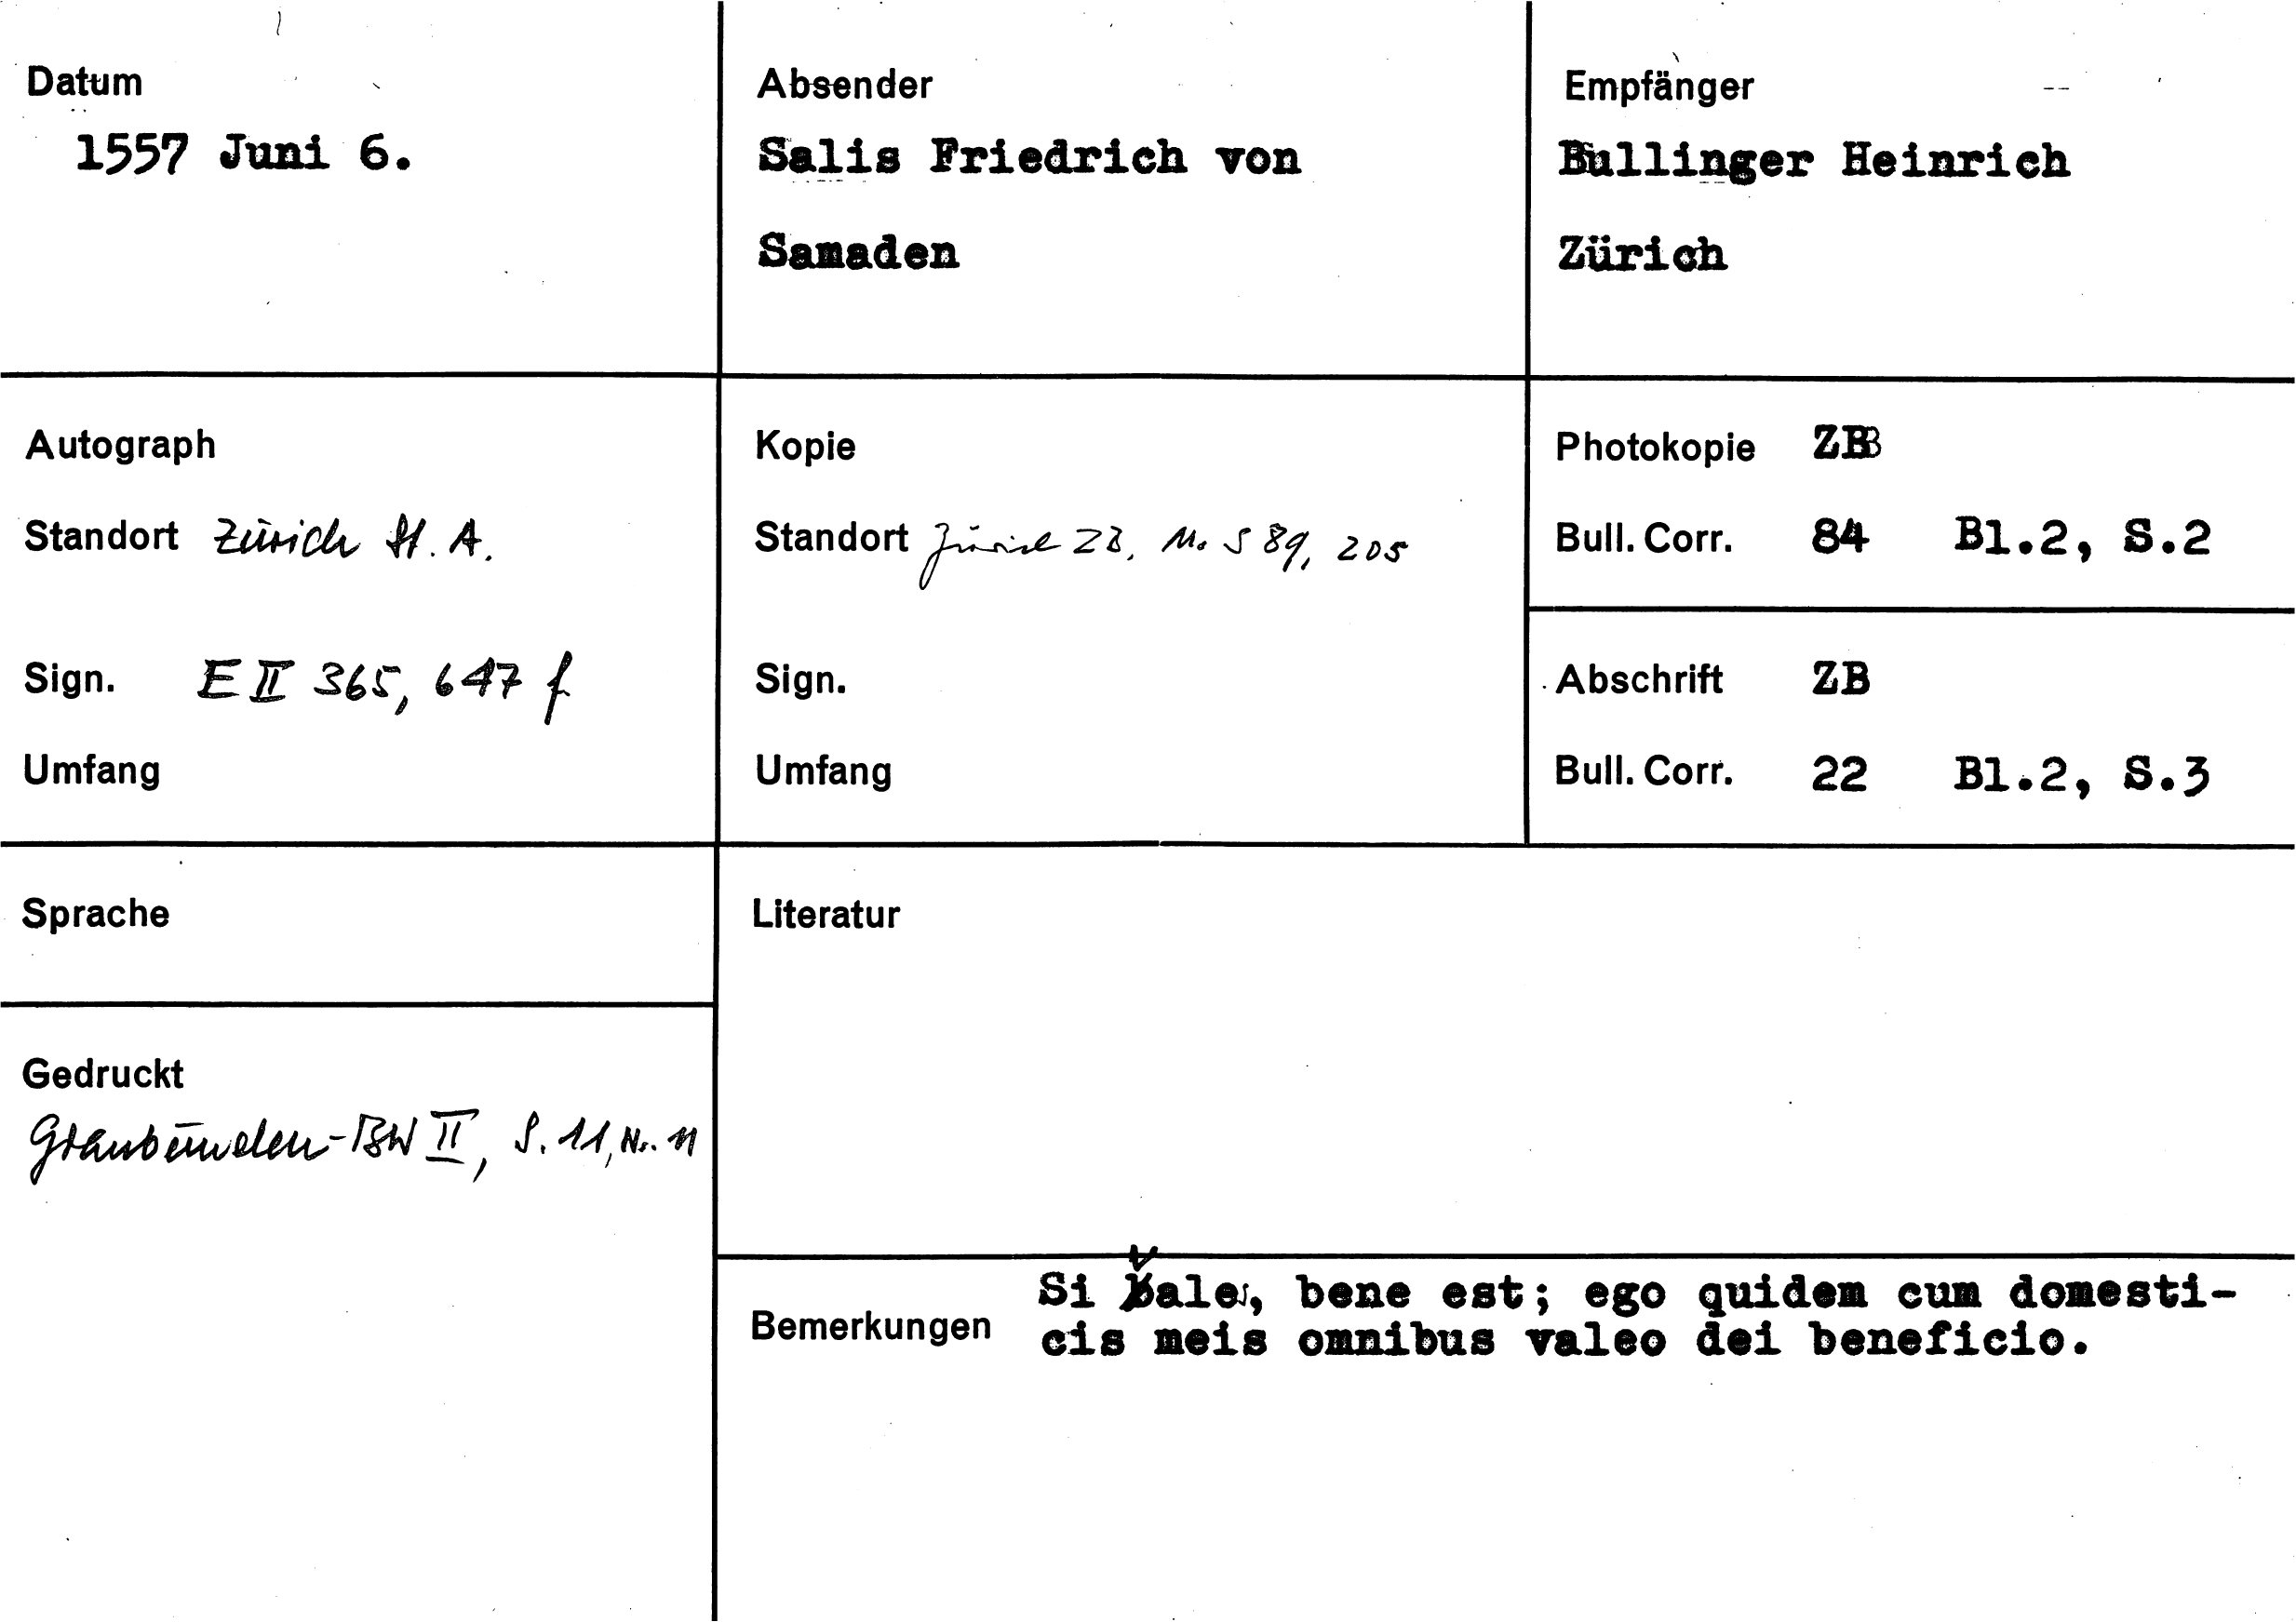 Datum
1557 Juni 6.
Absender
Salis Friedrich von
Samaden
Empfänger
Bullinger Heinrich
Zürich
Autograph
Standort Zürich St. A.
Sign. E II 365, 647 f
Umfang
Kopie
Standort Zürich ZB, Ms S 89, 205
Sign.
Umfang
Photokopie ZB
Bull. Corr. 84 Bl.2, S.2
Abschrift ZB
Bull. Corr. 22 Bl.2, S.3
Sprache
Gedruckt
Graubünden-BW II, S. 11, Nr. 11
Literatur
Bemerkungen
Si vales, bene est; ego quidem cum domesti-
cis meis omnibus valeo dei beneficio.